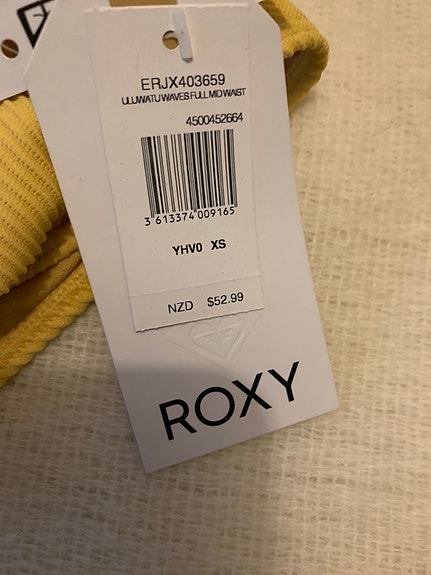 ERJX403659
ULUWATU WAVES FULL MID WAIST
4500452664
3 613374 009165
YHV0 XS
NZD $52.99
ROXY